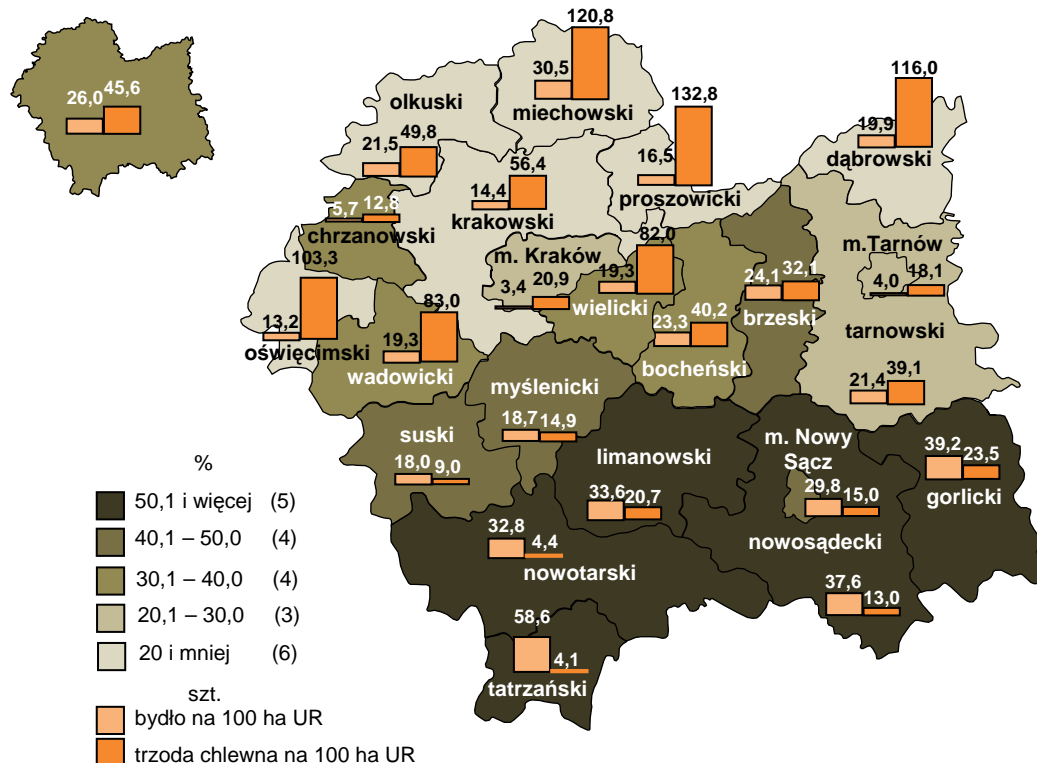 26,0 45,6
120,8
30,5
miechowski
olkuski
21,5 49,8
132,8
16,5
proszowicki
116,0
19,9
dąbrowski
56,4
14,4
krakowski
5,7 12,8
chrzanowski
m. Kraków
3,4 20,9
82,0
19,3
wielicki
103,3
13,2
oświęcimski
83,0
19,3
wadowicki
24,1 32,1
brzeski
m.Tarnów
4,0 18,1
tarnowski
21,4 39,1
23,3 40,2
bocheński
myślenicki
18,7 14,9
suski
18,0 9,0
limanowski
33,6 20,7
m. Nowy
Sącz
29,8 15,0
nowosądecki
37,6 13,0
39,2 23,5
gorlicki
32,8 4,4
nowotarski
58,6
4,1
tatrzański
%
50,1 i więcej (5)
40,1 – 50,0 (4)
30,1 – 40,0 (4)
20,1 – 30,0 (3)
20 i mniej (6)
szt.
bydło na 100 ha UR
trzoda chlewna na 100 ha UR